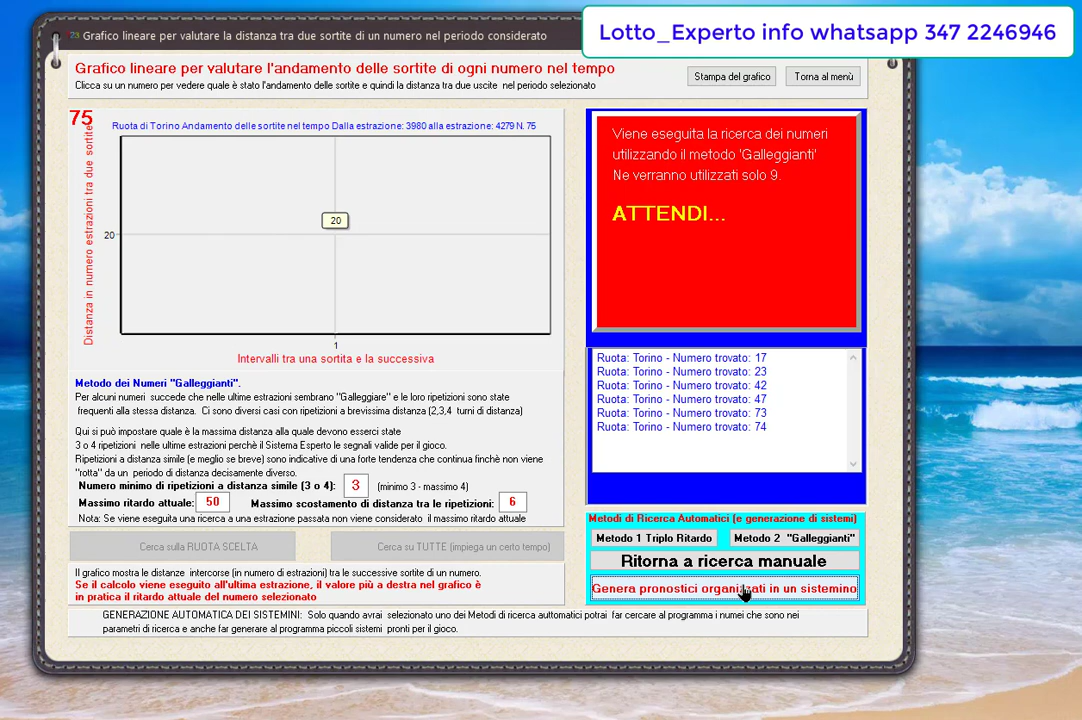 Lotto_Experto info whatsapp 347 2246946
Grafico lineare per valutare la distanza tra due sortite di un numero nel periodo considerato
Grafico lineare per valutare l'andamento delle sortite di ogni numero nel tempo
Clicca su un numero per vedere quale è stato l'andamento delle sortite e quindi la distanza tra due uscite nel periodo selezionato
Stampa del grafico
Torna al menù
75
Ruota di Torino Andamento delle sortite nel tempo Dalla estrazione: 3980 alla estrazione: 4279 N. 75
Distanza in numero estrazioni tra due sortite
20
20
1
Intervalli tra una sortita e la successiva
Viene eseguita la ricerca dei numeri
utilizzando il metodo 'Galleggianti'
Ne verranno utilizzati solo 9.
ATTENDI...
Ruota: Torino - Numero trovato: 17
Ruota: Torino - Numero trovato: 23
Ruota: Torino - Numero trovato: 42
Ruota: Torino - Numero trovato: 47
Ruota: Torino - Numero trovato: 73
Ruota: Torino - Numero trovato: 74
Metodo dei Numeri "Galleggianti".
Per alcuni numeri succede che nelle ultime estrazioni sembrano "Galleggiare" e le loro ripetizioni sono state
frequenti alla stessa distanza. Ci sono diversi casi con ripetizioni a brevissima distanza (2,3,4 turni di distanza)
Qui si può impostare quale è la massima distanza alla quale devono esserci state
3 o 4 ripetizioni nelle ultime estrazioni perchè il Sistema Esperto le segnali valide per il gioco.
Ripetizioni a distanza simile (e meglio se breve) sono indicative di una forte tendenza che continua finchè non viene
"rotta" da un periodo di distanza decisamente diverso.
Numero minimo di ripetizioni a distanza simile (3 o 4): 3 (minimo 3 - massimo 4)
Massimo ritardo attuale: 50 Massimo scostamento di distanza tra le ripetizioni: 6
Nota: Se viene eseguita una ricerca a una estrazione passata non viene considerato il massimo ritardo attuale
Cerca sulla RUOTA SCELTA
Cerca su TUTTE (impiega un certo tempo)
Metodi di Ricerca Automatici (e generazione di sistemi)
Metodo 1 Triplo Ritardo
Metodo 2 "Galleggianti"
Ritorna a ricerca manuale
Genera pronostici organizzati in un sistemino
Il grafico mostra le distanze intercorse (in numero di estrazioni) tra le successive sortite di un numero.
Se il calcolo viene eseguito all'ultima estrazione, il valore più a destra nel grafico è
in pratica il ritardo attuale del numero selezionato
GENERAZIONE AUTOMATICA DEI SISTEMINI: Solo quando avrai selezionato uno dei Metodi di ricerca auttomatici potrai far cercare al programma i numei che sono nei
parametri di ricerca e anche far generare al programma piccoli sistemi pronti per il gioco.